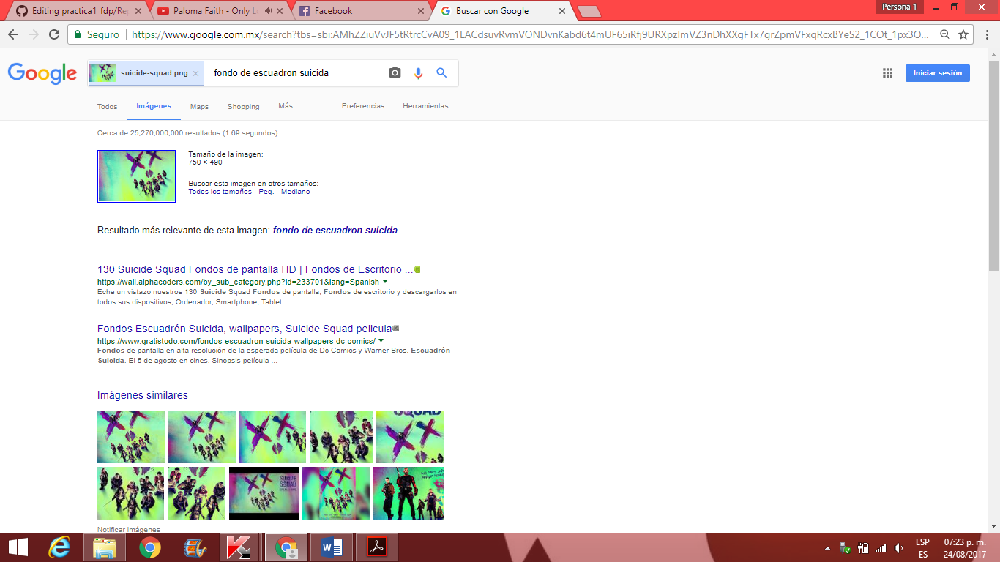 Editing practica1_fdp/Re
Paloma Faith - Only L
Facebook
Buscar con Google
Persona 1
Seguro
https://www.google.com.mx/search?tbs=sbi:AMhZZiuVvJF5tRtrcCvA09_1LACdsuvRvmVONDvnKabd6t4mUF65iRfj9URXpzImVZ3nDhXXgFTx7grZpmVFxqRcxBYeS2_1COt_1px3O...
Google
suicide-squad.png
fondo de escuadron suicida
Iniciar sesión
Todos
Imágenes
Maps
Shopping
Más
Preferencias
Herramientas
Cerca de 25,270,000,000 resultados (1.69 segundos)
Tamaño de la imagen:
750 × 490
Buscar esta imagen en otros tamaños:
Todos los tamaños - Peq. - Mediano
Resultado más relevante de esta imagen: fondo de escuadron suicida
130 Suicide Squad Fondos de pantalla HD | Fondos de Escritorio ...
https://wall.alphacoders.com/by_sub_category.php?id=233701&lang=Spanish
Eche un vistazo nuestros 130 Suicide Squad Fondos de pantalla, Fondos de escritorio y descargarlos en
todos sus dispositivos, Ordenador, Smartphone, Tablet ...
Fondos Escuadrón Suicida, wallpapers, Suicide Squad pelicula
https://www.gratistodo.com/fondos-escuadron-suicida-wallpapers-dc-comics/
Fondos de pantalla en alta resolución de la esperada película de Dc Comics y Warner Bros, Escuadrón
Suicida. El 5 de agosto en cines. Sinopsis película ...
Imágenes similares
SQUAD
SUICIDE
SQUAD
Notificar imágenes
ESP
ES
07:23 p. m.
24/08/2017